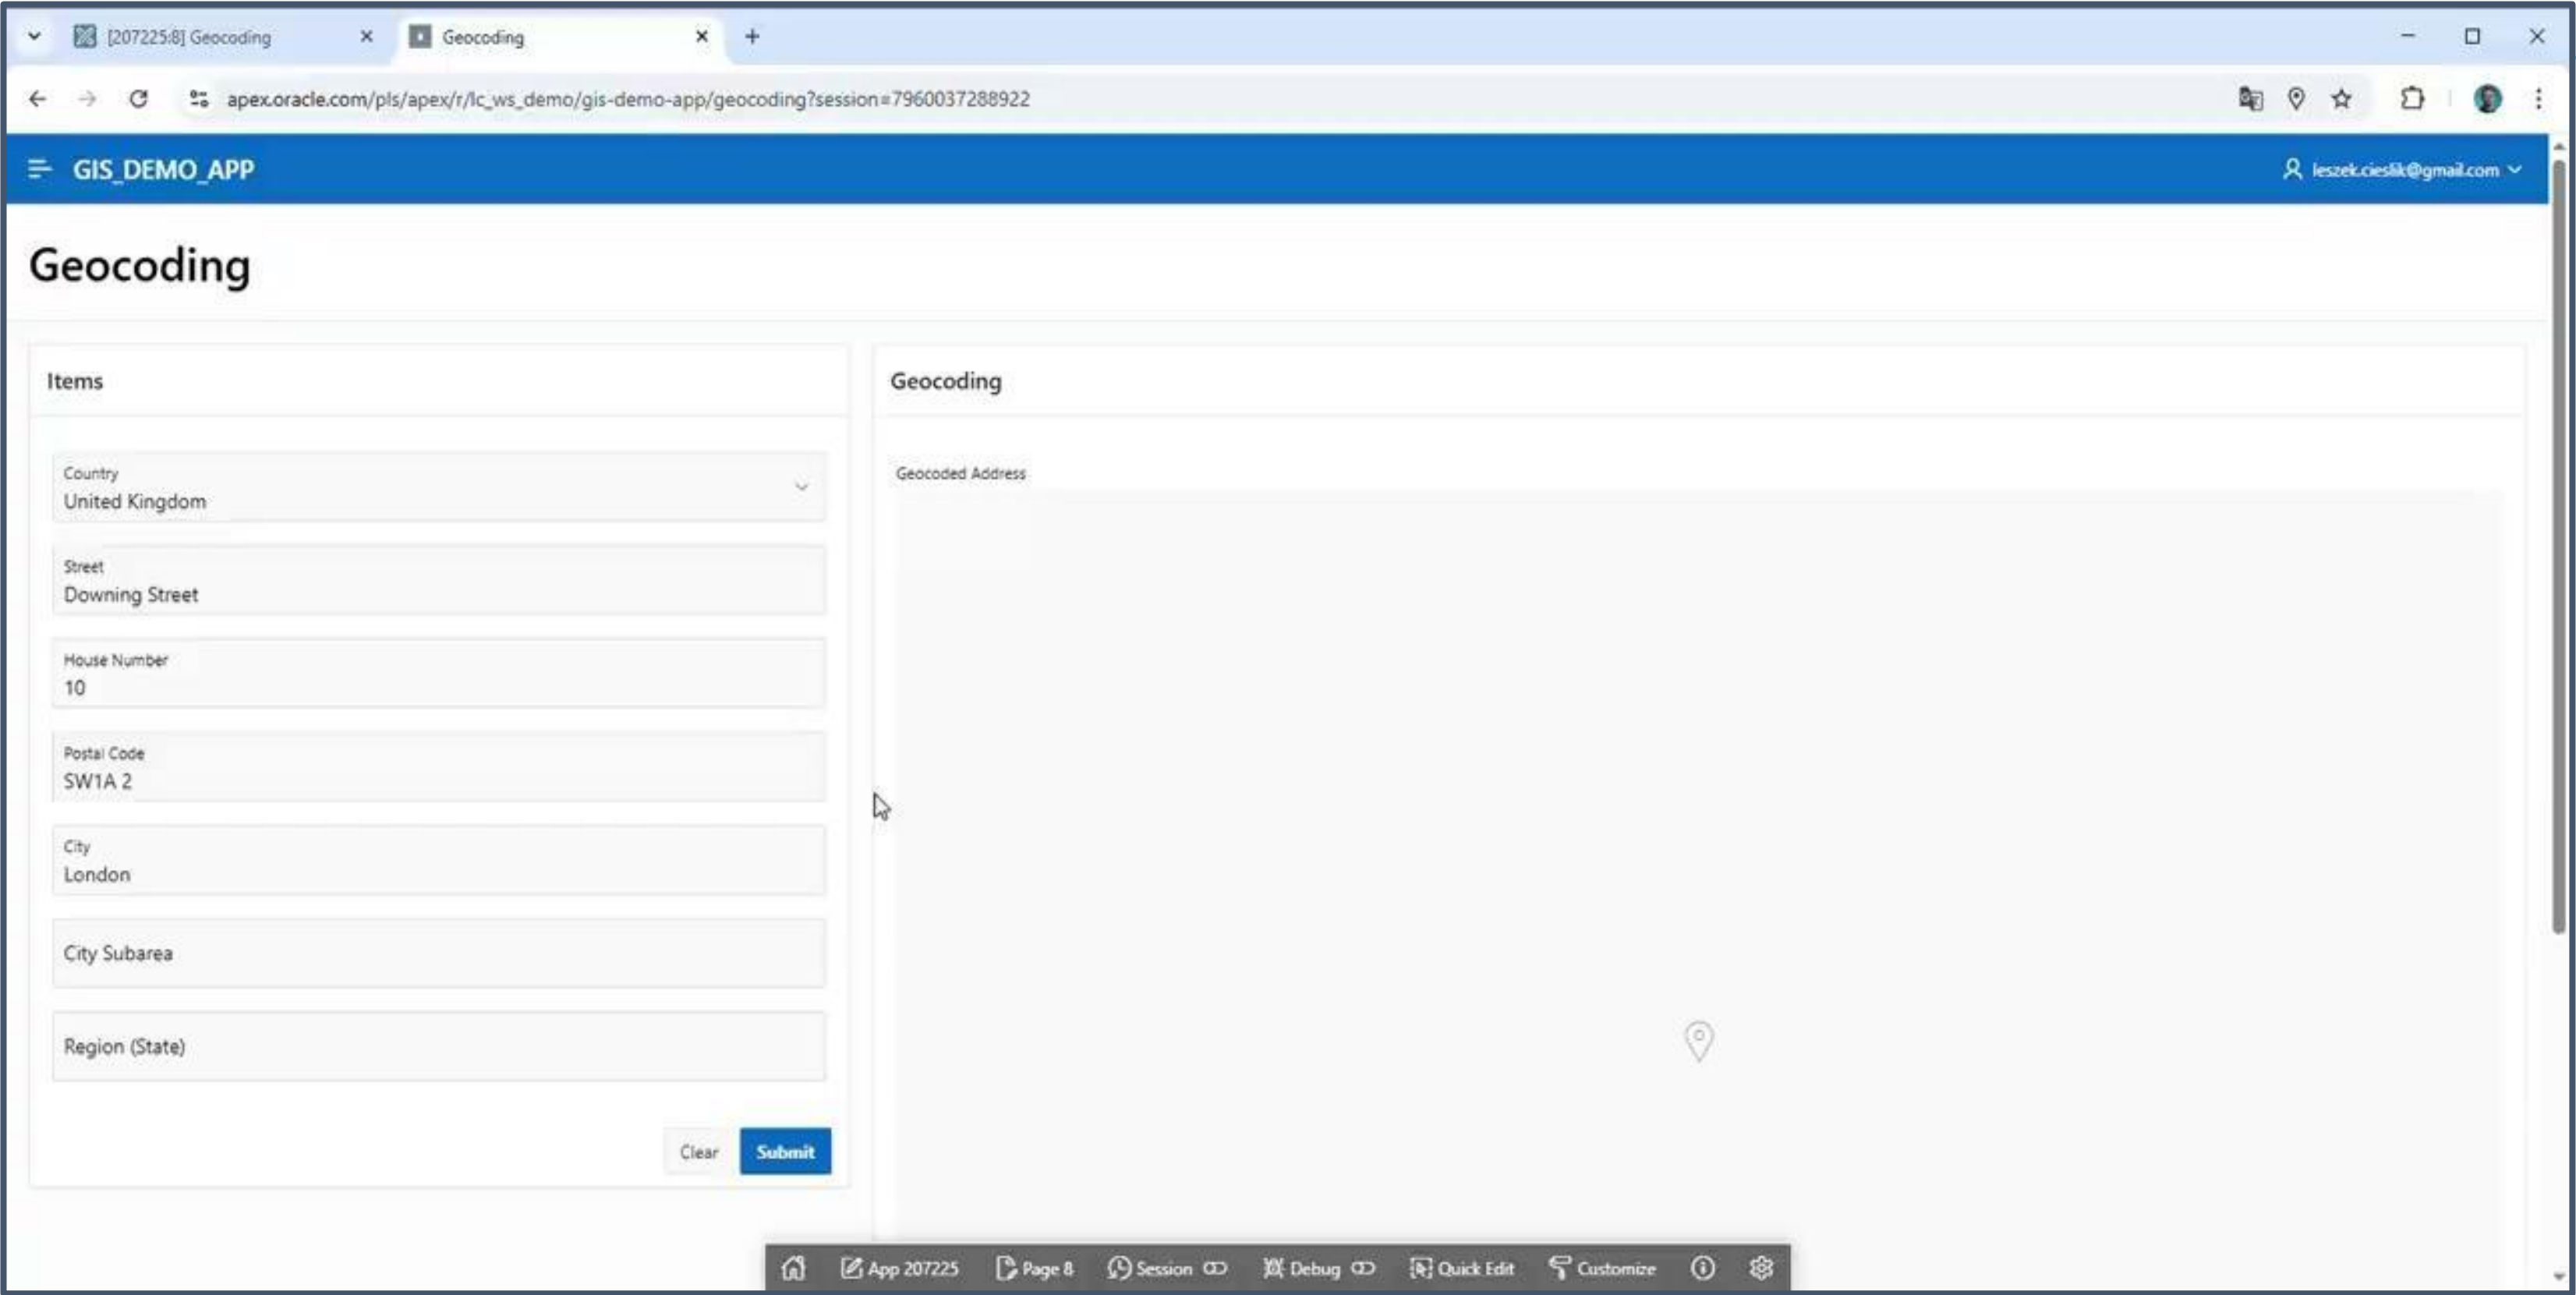 [207225:8] Geocoding
Geocoding
apex.oracle.com/pls/apex/r/lc_ws_demo/gis-demo-app/geocoding?session=7960037288922
GIS_DEMO_APP
leszek.cieslik@gmail.com
Geocoding
Items
Geocoding
Country
United Kingdom
Geocoded Address
Street
Downing Street
House Number
10
Postal Code
SW1A 2
City
London
City Subarea
Region (State)
Clear
Submit
App 207225
Page 8
Session
Debug
Quick Edit
Customize